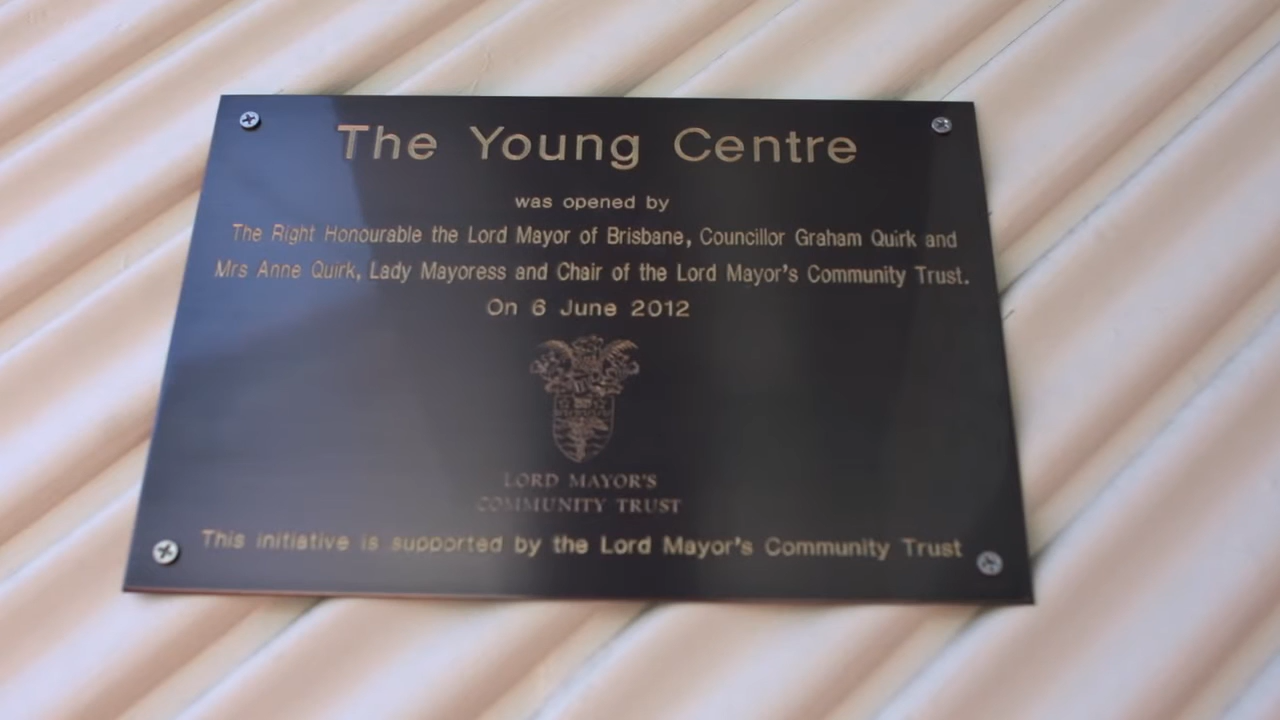 The Young Centre
was opened by
The Right Honourable the Lord Mayor of Brisbane, Councillor Graham Quirk and
Mrs Anne Quirk, Lady Mayoress and Chair of the Lord Mayor's Community Trust.
On 6 June 2012
LORD MAYOR'S
COMMUNITY TRUST
This initiative is supported by the Lord Mayor's Community Trust